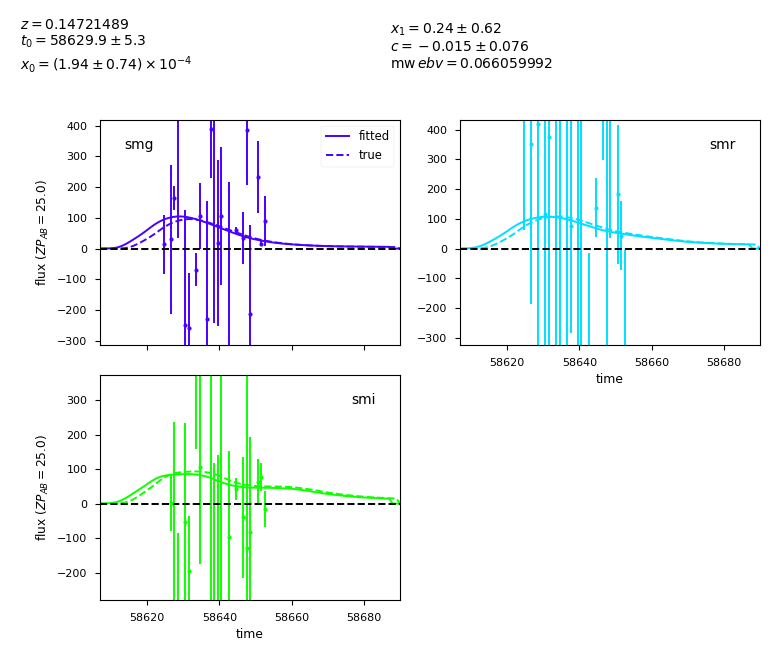 z = 0.14721489
t₀ = 58629.9 ± 5.3
x₀ = (1.94 ± 0.74) × 10⁻⁴
x₁ = 0.24 ± 0.62
c = −0.015 ± 0.076
mw ebv = 0.066059992
smg
fitted
true
400
300
200
100
0
−100
−200
−300
flux (ZP_AB = 25.0)
smr
400
300
200
100
0
−100
−200
−300
58620 58640 58660 58680
time
smi
300
200
100
0
−100
−200
flux (ZP_AB = 25.0)
58620 58640 58660 58680
time